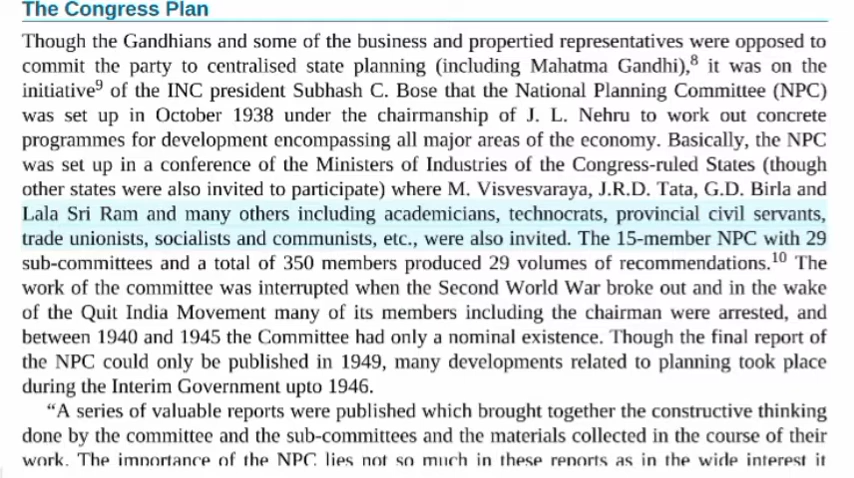 The Congress Plan
Though the Gandhians and some of the business and propertied representatives were opposed to
commit the party to centralised state planning (including Mahatma Gandhi),⁸ it was on the
initiative⁹ of the INC president Subhash C. Bose that the National Planning Committee (NPC)
was set up in October 1938 under the chairmanship of J. L. Nehru to work out concrete
programmes for development encompassing all major areas of the economy. Basically, the NPC
was set up in a conference of the Ministers of Industries of the Congress-ruled States (though
other states were also invited to participate) where M. Visvesvaraya, J.R.D. Tata, G.D. Birla and
Lala Sri Ram and many others including academicians, technocrats, provincial civil servants,
trade unionists, socialists and communists, etc., were also invited. The 15-member NPC with 29
sub-committees and a total of 350 members produced 29 volumes of recommendations.¹⁰ The
work of the committee was interrupted when the Second World War broke out and in the wake
of the Quit India Movement many of its members including the chairman were arrested, and
between 1940 and 1945 the Committee had only a nominal existence. Though the final report of
the NPC could only be published in 1949, many developments related to planning took place
during the Interim Government upto 1946.
“A series of valuable reports were published which brought together the constructive thinking
done by the committee and the sub-committees and the materials collected in the course of their
work. The importance of the NPC lies not so much in these reports as in the wide interest it